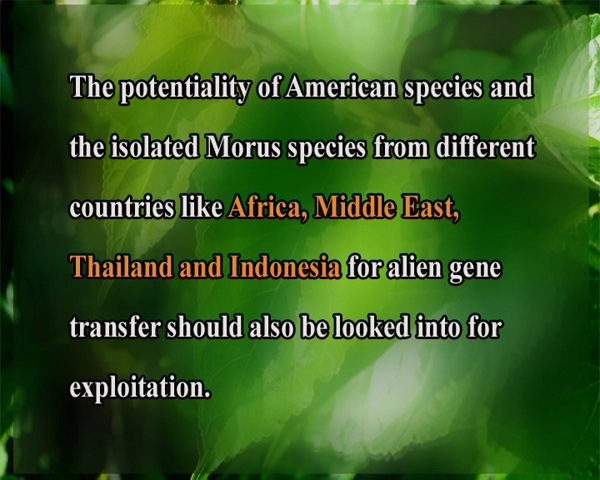 The potentiality of American species and
the isolated Morus species from different
countries like Africa, Middle East,
Thailand and Indonesia for alien gene
transfer should also be looked into for
exploitation.